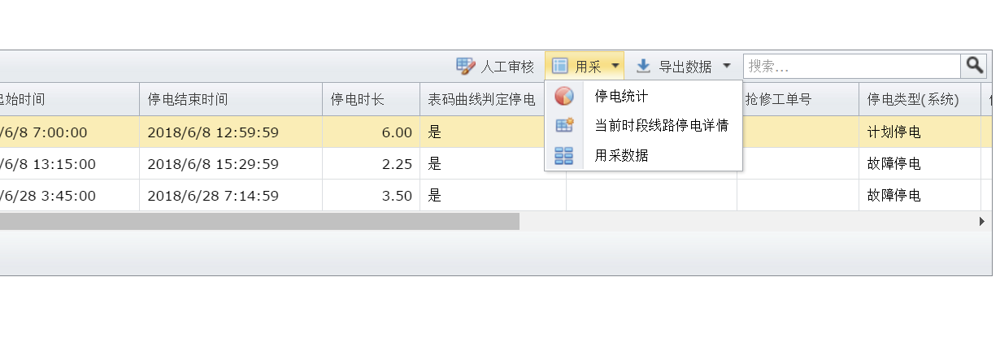 人工审核 用采 导出数据 搜索...
起始时间 停电结束时间 停电时长 表码曲线判定停电 抢修工单号 停电类型(系统)
停电统计
当前时段线路停电详情
用采数据
/6/8 7:00:00 2018/6/8 12:59:59 6.00 是 计划停电
/6/8 13:15:00 2018/6/8 15:29:59 2.25 是 故障停电
/6/28 3:45:00 2018/6/28 7:14:59 3.50 是 故障停电